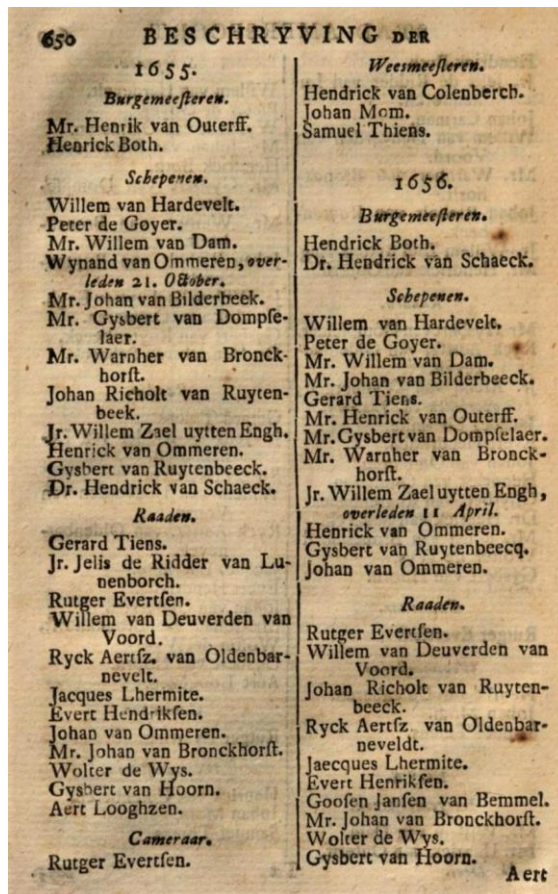 650 BESCHRYVING DER
1655.
Burgemeesteren.
Mr. Henrik van Outerff.
Henrick Both.
Schepenen.
Willem van Hardevelt.
Peter de Goyer.
Mr. Willem van Dam.
Wynand van Ommeren, over-
leden 21. October.
Mr. Johan van Bilderbeek.
Mr. Gysbert van Dompse-
laer.
Mr. Warnher van Bronck-
horst.
Johan Richolt van Ruyten-
beek.
Jr. Willem Zael uytten Engh.
Henrick van Ommeren.
Gysbert van Ruytenbeeck.
Dr. Hendrick van Schaeck.
Raaden.
Gerard Tiens.
Jr. Jelis de Ridder van Lu-
nenborch.
Rutger Evertsen.
Willem van Deuverden van
Voord.
Ryck Aertsz. van Oldenbar-
nevelt.
Jacques Lhermite.
Evert Hendriksen.
Johan van Ommeren.
Mr. Johan van Bronckhorst.
Wolter de Wys.
Gysbert van Hoorn.
Aert Looghzen.
Cameraar.
Rutger Evertsen.
Weesmeesteren.
Hendrick van Colenberch.
Johan Mom.
Samuel Thiens.
1656.
Burgemeesteren.
Hendrick Both.
Dr. Hendrick van Schaeck.
Schepenen.
Willem van Hardevelt.
Peter de Goyer.
Mr. Willem van Dam.
Mr. Johan van Bilderbeeck.
Gerard Tiens.
Mr. Henrick van Outerff.
Mr. Gysbert van Dompselaer.
Mr. Warnher van Bronck-
horst.
Jr. Willem Zael uytten Engh,
overleden 11 April.
Henrick van Ommeren.
Gysbert van Ruytenbeecq.
Johan van Ommeren.
Raaden.
Rutger Evertsen.
Willem van Deuverden van
Voord.
Johan Richolt van Ruyten-
beeck.
Ryck Aertsz van Oldenbar-
neveldt.
Jaecques Lhermite.
Evert Henriksen.
Goosen Jansen van Bemmel.
Mr. Johan van Bronckhorst.
Wolter de Wys.
Gysbert van Hoorn.
Aert